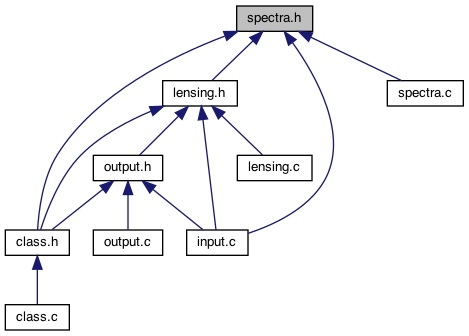 spectra.h
lensing.h
spectra.c
output.h
lensing.c
class.h
output.c
input.c
class.c